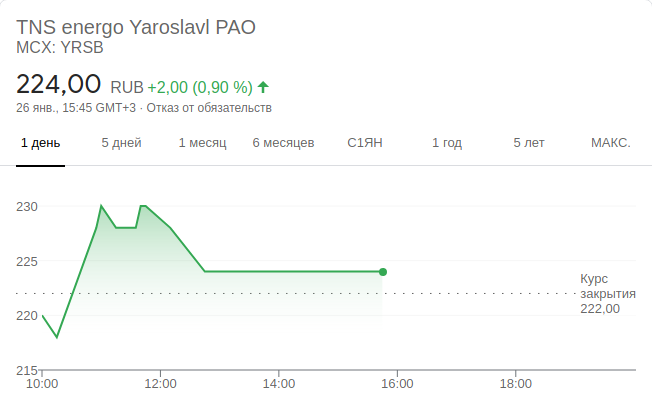 TNS energo Yaroslavl PAO
MCX: YRSB
224,00 RUB +2,00 (0,90 %)
26 янв., 15:45 GMT+3 · Отказ от обязательств
1 день 5 дней 1 месяц 6 месяцев С1ЯН 1 год 5 лет МАКС.
230
225
Курс
закрытия
222,00
220
215
10:00 12:00 14:00 16:00 18:00